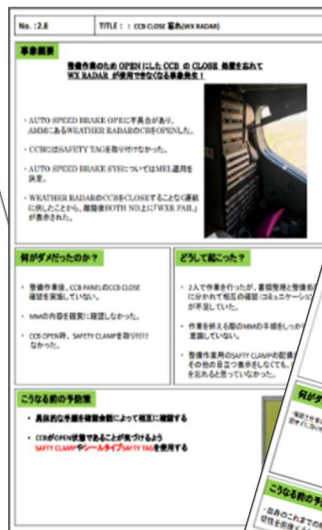 No. :2.8
TITLE : : CCB CLOSE 忘れ(WX RADAR)
事象概要
整備作業のため OPEN にした CCB の CLOSE 処置を忘れて
WX RADAR が使用できなくなる事象発生！
・AUTO SPEED BRAKE OPEに不具合があり、
AMMにあるWEATHER RADARのCBをOPENした。
・CCBにはSAFETY TAGを取り付けなかった。
・AUTO SPEED BRAKE SYSについてはMEL適用を
決定。
・WEATHER RADARのCCBをCLOSEすることなく運航
に供したことから、離陸後BOTH ND上に「WXR FAIL」
が表示された。
何がダメだったのか？
・整備作業後、CCB PANELのCCB CLOSE
確認を実施していない。
・MMの内容を確実に確認しなかった。
・CCB OPEN時、SAFETY CLAMPを取り付け
なかった。
どうして起こった？
・2人で作業を行ったが、書類整理と整備
に分かれて相互の確認（コミュニケーション
が不足していた。
・作業を終える際のMMの手順をしっか
意識していない。
・整備作業用のSAFTY CLAMPの配備
その他の目立つ表示をしなくても、
を忘れると思っていなかった。
こうなる前の予防策
・具体的な手順を確認会話によって相互に確認する
・CCBがOPEN状態であることが気づけるよう
SAFTY CLAMPやシールタイプSAFTY TAGを使用する
何がダ
こうなる前の予